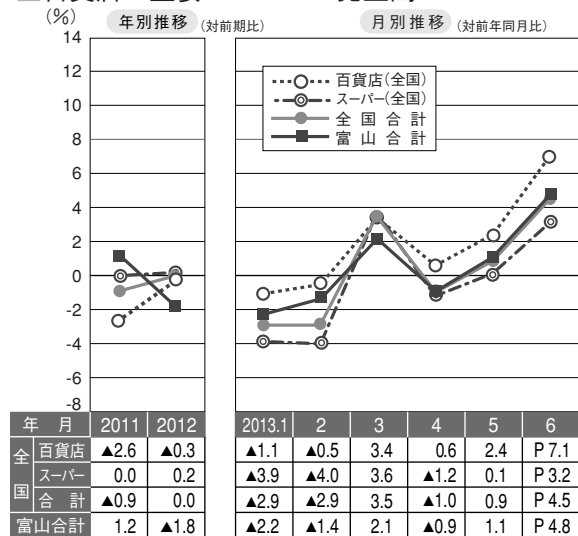 (%)
年別推移 (対前期比)
月別推移 (対前年同月比)
14
12
10
8
6
4
2
0
-2
-4
-6
-8
百貨店(全国)
スーパー(全国)
全国合計
富山合計
年 月 2011 2012 2013.1 2 3 4 5 6
全国 百貨店 ▲2.6 ▲0.3 ▲1.1 ▲0.5 3.4 0.6 2.4 P 7.1
スーパー 0.0 0.2 ▲3.9 ▲4.0 3.6 ▲1.2 0.1 P 3.2
合計 ▲0.9 0.0 ▲2.9 ▲2.9 3.5 ▲1.0 0.9 P 4.5
富山合計 1.2 ▲1.8 ▲2.2 ▲1.4 2.1 ▲0.9 1.1 P 4.8